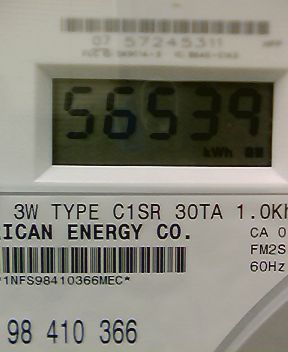 07 57245311
56539
kWh
3W TYPE C1SR 30TA 1.0Kh
ICAN ENERGY CO.
CA 0
FM2S
60Hz
*1NFS98410366MEC*
98 410 366